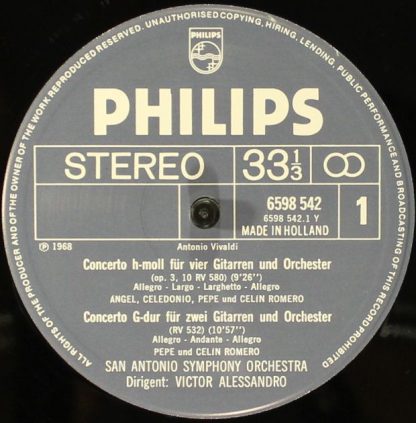 ALL RIGHTS OF THE PRODUCER AND OF THE OWNER OF THE WORK REPRODUCED RESERVED. UNAUTHORISED COPYING, HIRING, LENDING, PUBLIC PERFORMANCE AND BROADCASTING OF THIS RECORD PROHIBITED
PHILIPS
PHILIPS
STEREO 33⅓
6598 542
6598 542.1 Y
MADE IN HOLLAND
1
℗ 1968 Antonio Vivaldi
Concerto h-moll für vier Gitarren und Orchester
(op. 3, 10 RV 580) (9'26'')
Allegro - Largo - Larghetto - Allegro
ANGEL, CELEDONIO, PEPE und CELIN ROMERO
Concerto G-dur für zwei Gitarren und Orchester
(RV 532) (10'57'')
Allegro - Andante - Allegro
PEPE und CELIN ROMERO
SAN ANTONIO SYMPHONY ORCHESTRA
Dirigent: VICTOR ALESSANDRO